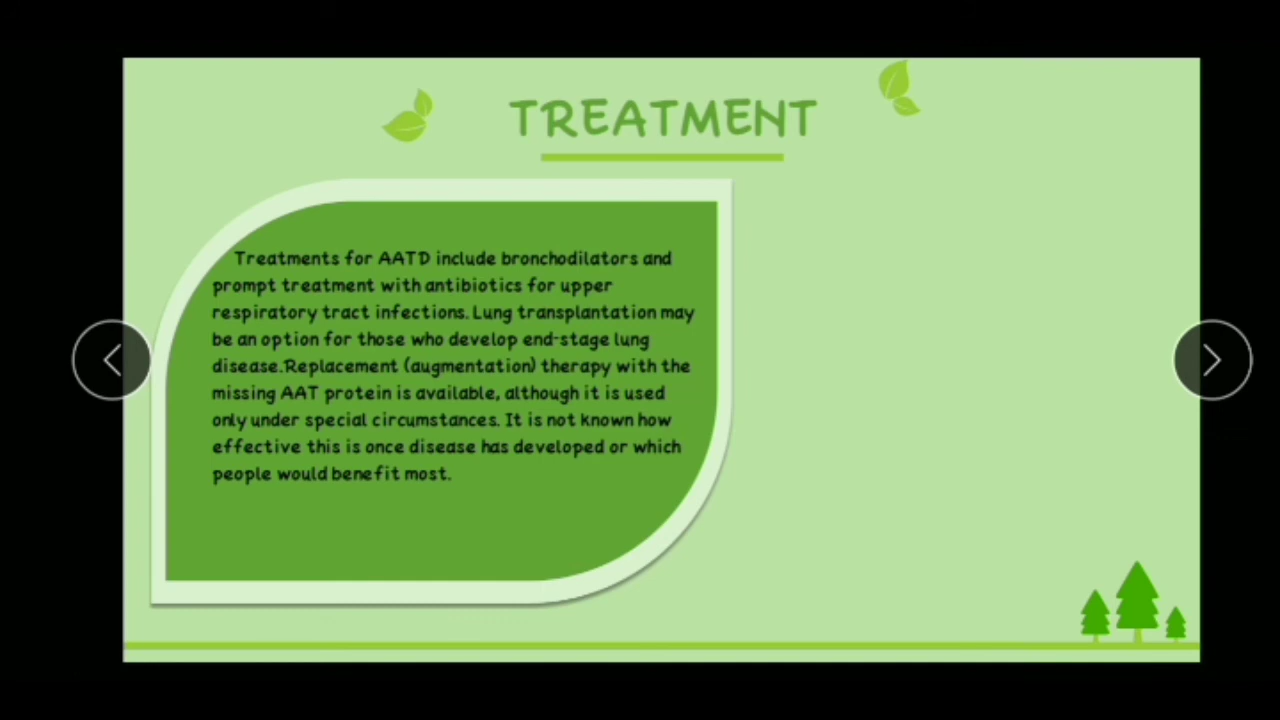 TREATMENT
Treatments for AATD include bronchodilators and
prompt treatment with antibiotics for upper
respiratory tract infections. Lung transplantation may
be an option for those who develop end-stage lung
disease.Replacement (augmentation) therapy with the
missing AAT protein is available, although it is used
only under special circumstances. It is not known how
effective this is once disease has developed or which
people would benefit most.